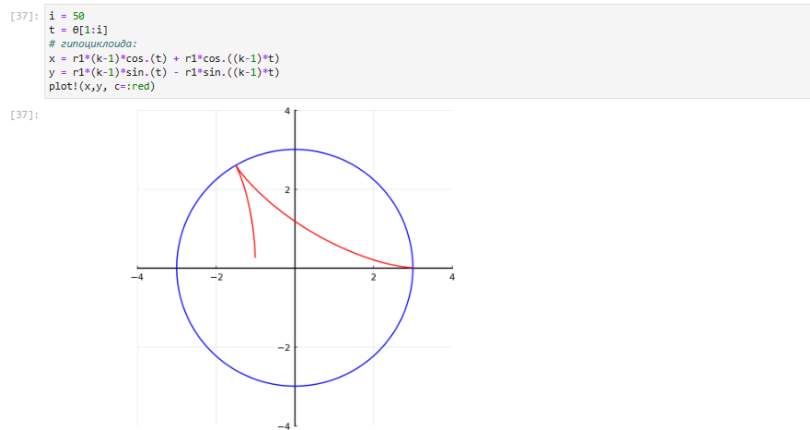 [37]: i = 50
t = θ[1:i]
# гипоциклоида:
x = r1*(k-1)*cos.(t) + r1*cos.((k-1)*t)
y = r1*(k-1)*sin.(t) - r1*sin.((k-1)*t)
plot!(x,y, c=:red)
[37]:
4
2
−4 −2 2 4
−2
−4